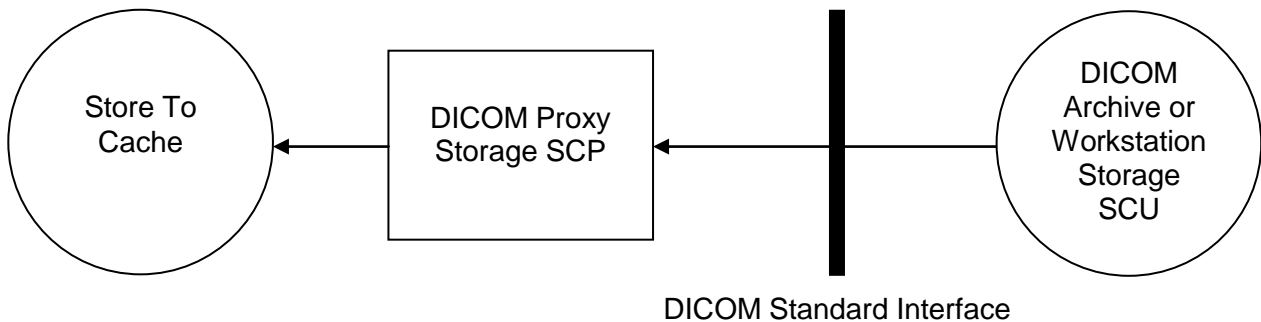 Store To
Cache
DICOM Proxy
Storage SCP
DICOM
Archive or
Workstation
Storage
SCU
DICOM Standard Interface